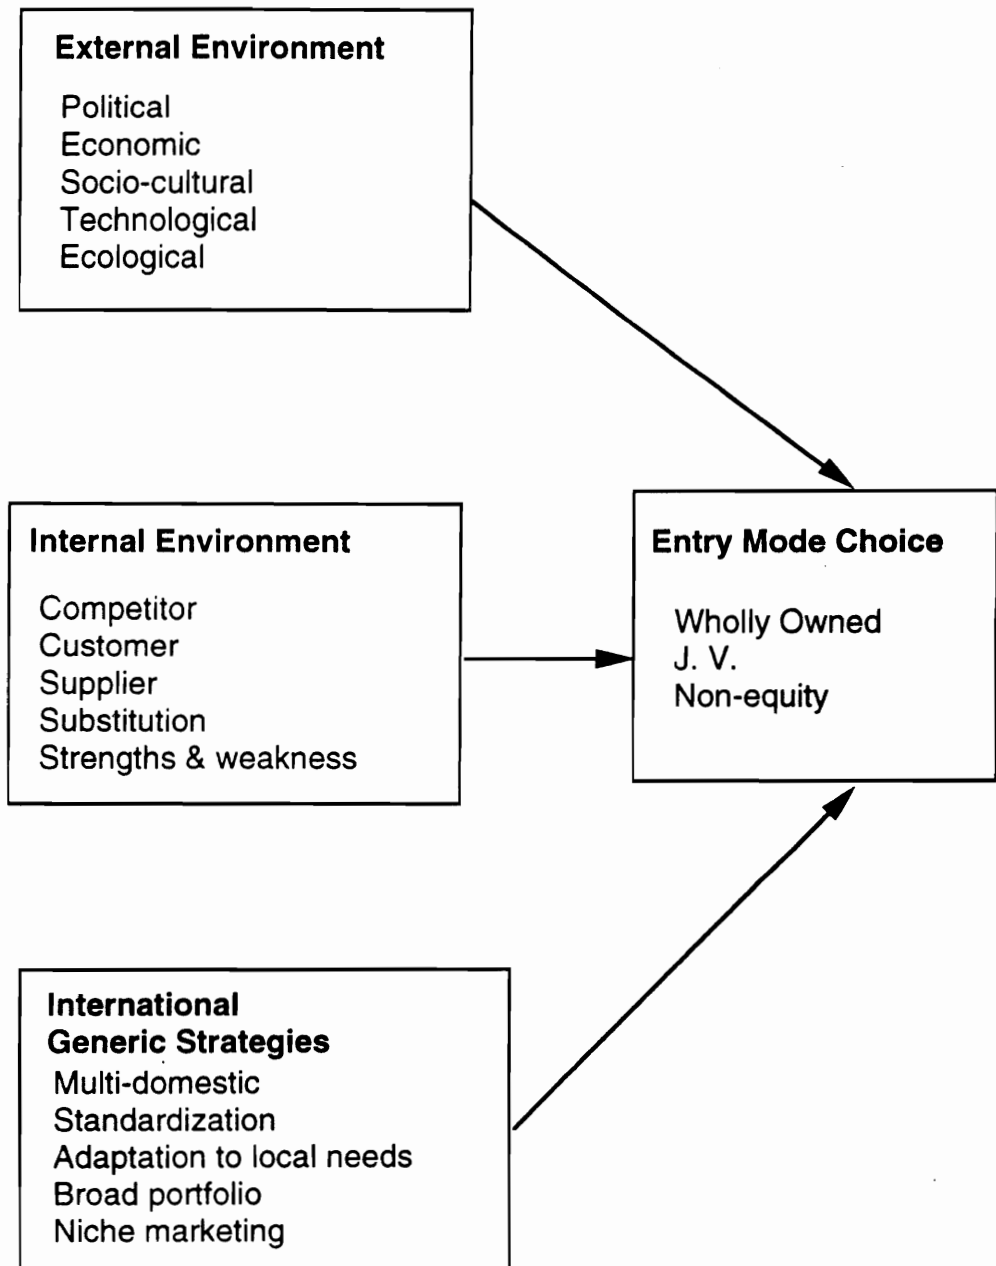 External Environment
Political
Economic
Socio-cultural
Technological
Ecological
Internal Environment
Competitor
Customer
Supplier
Substitution
Strengths & weakness
Entry Mode Choice
Wholly Owned
J. V.
Non-equity
International
Generic Strategies
Multi-domestic
Standardization
Adaptation to local needs
Broad portfolio
Niche marketing